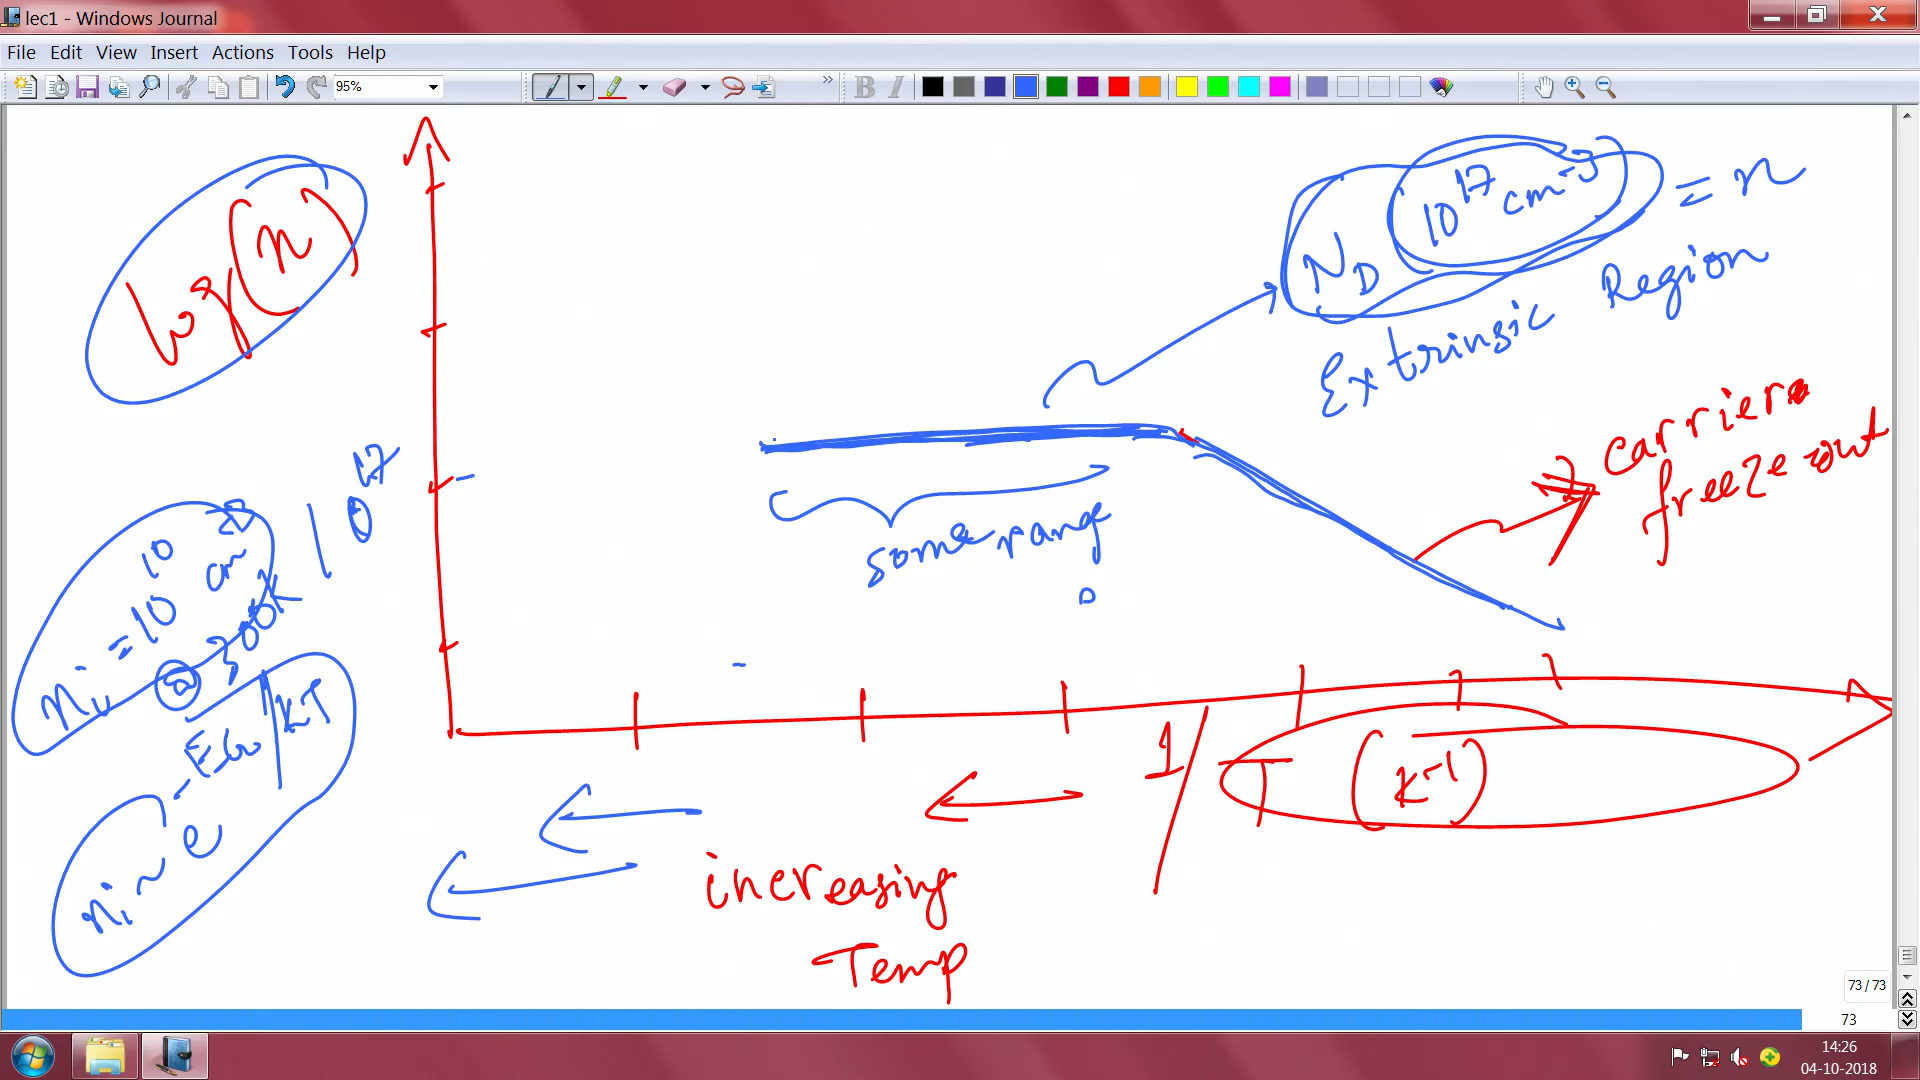 lec1 - Windows Journal
File Edit View Insert Actions Tools Help
95%
B I
log(n)
N_D 10^17 cm^-3 = n
Extrinsic Region
Carrier
freeze out
some range
10^17
n_i = 10^10 cm^-3
@ 300K
n_i ~ e^-EG/KT
1/T (K^-1)
increasing
Temp
73 / 73
73
14:26
04-10-2018